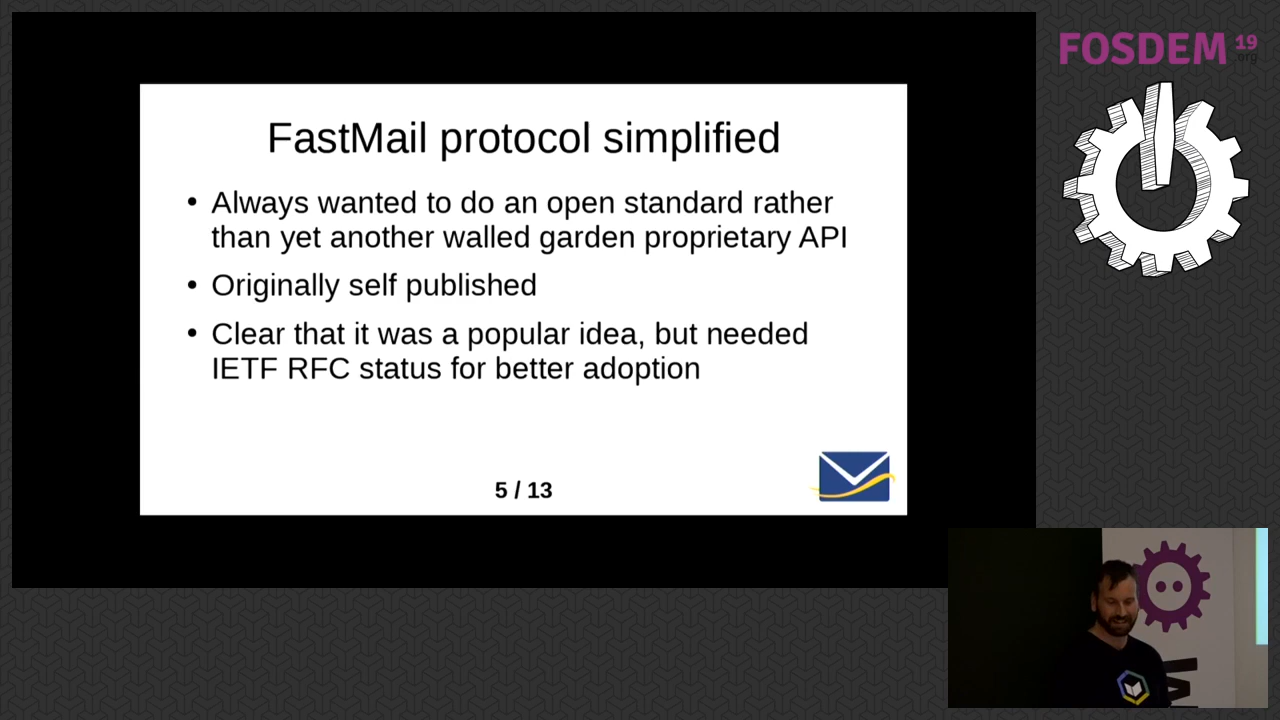 FOSDEM 19
.org
FastMail protocol simplified
• Always wanted to do an open standard rather
than yet another walled garden proprietary API
• Originally self published
• Clear that it was a popular idea, but needed
IETF RFC status for better adoption
5 / 13